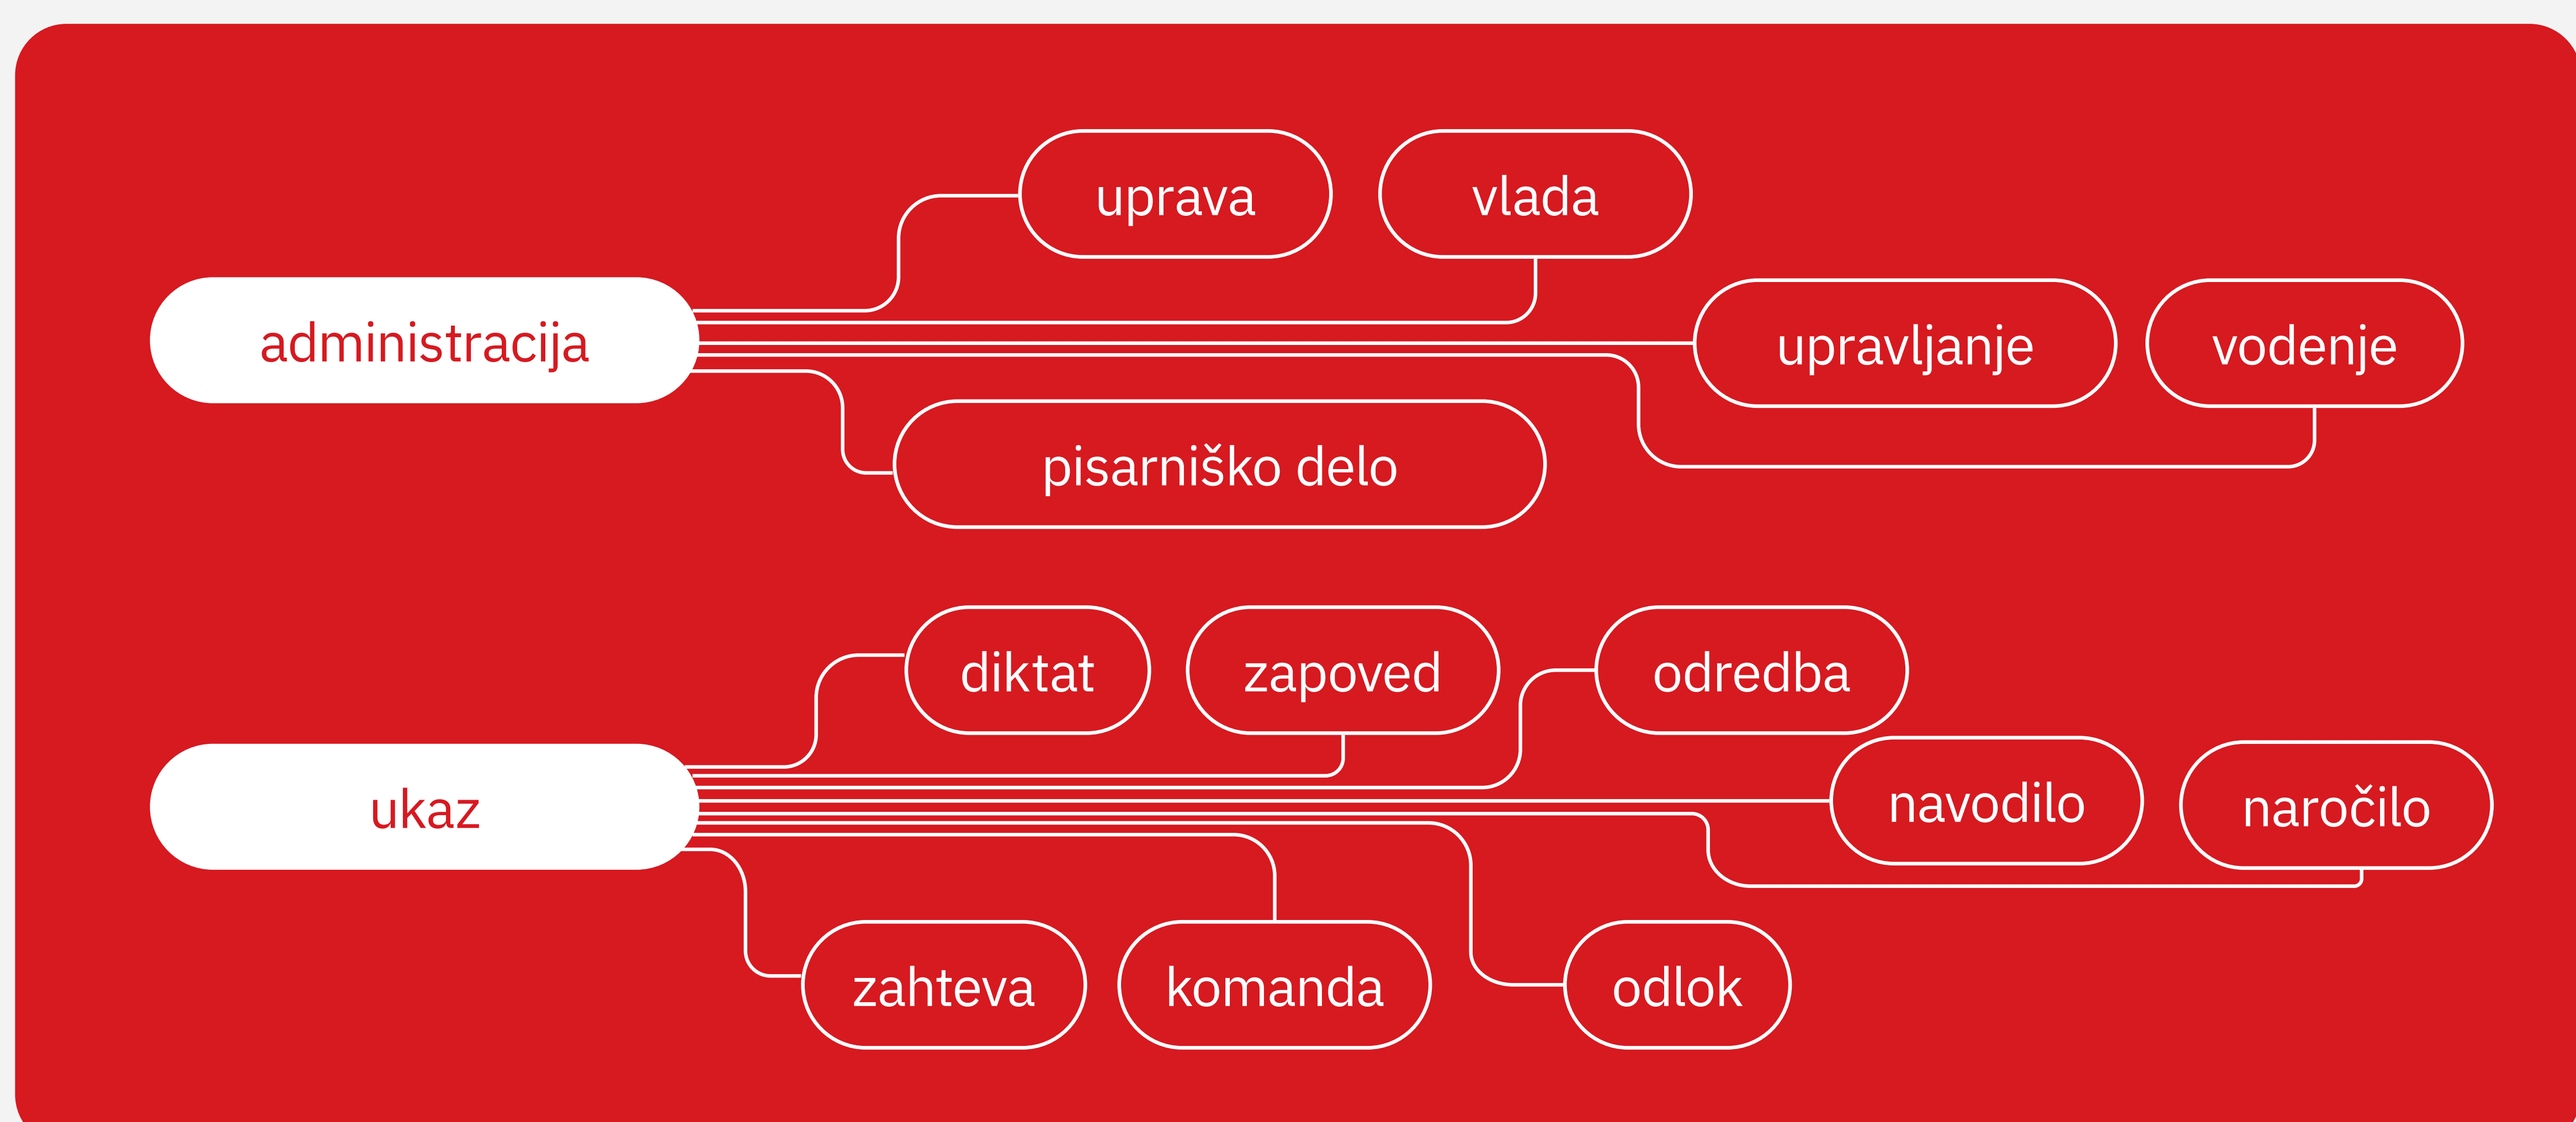 uprava
vlada
administracija
upravljanje
vodenje
pisarniško delo
diktat
zapoved
odredba
ukaz
navodilo
naročilo
zahteva
komanda
odlok